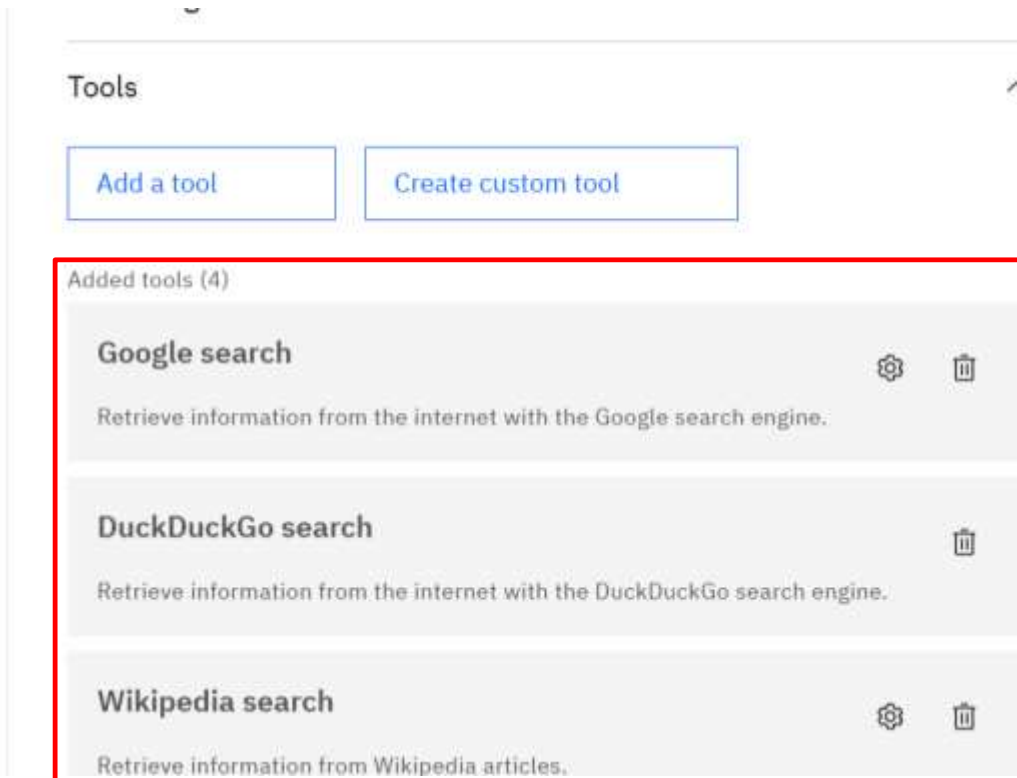 Tools
Add a tool
Create custom tool
Added tools (4)
Google search
Retrieve information from the internet with the Google search engine.
DuckDuckGo search
Retrieve information from the internet with the DuckDuckGo search engine.
Wikipedia search
Retrieve information from Wikipedia articles.